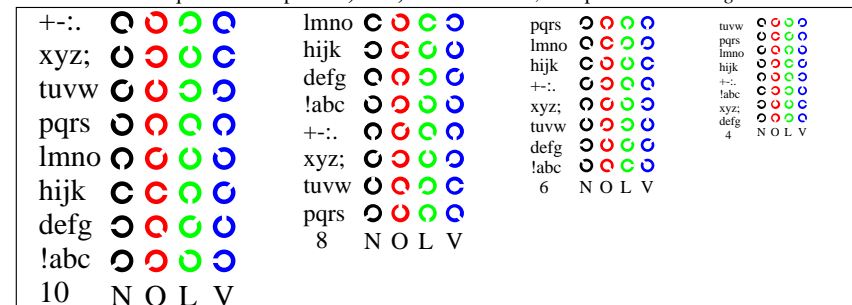 +-:.
xyz;
tuvw
pqrs
lmno
hijk
defg
!abc
10 N O L V
lmno
hijk
defg
!abc
+-:.
xyz;
tuvw
pqrs
8 N O L V
pqrs
lmno
hijk
+-:.
xyz;
tuvw
defg
!abc
6 N O L V
tuvw
pqrs
lmno
hijk
+-:.
!abc
xyz;
defg
4 N O L V